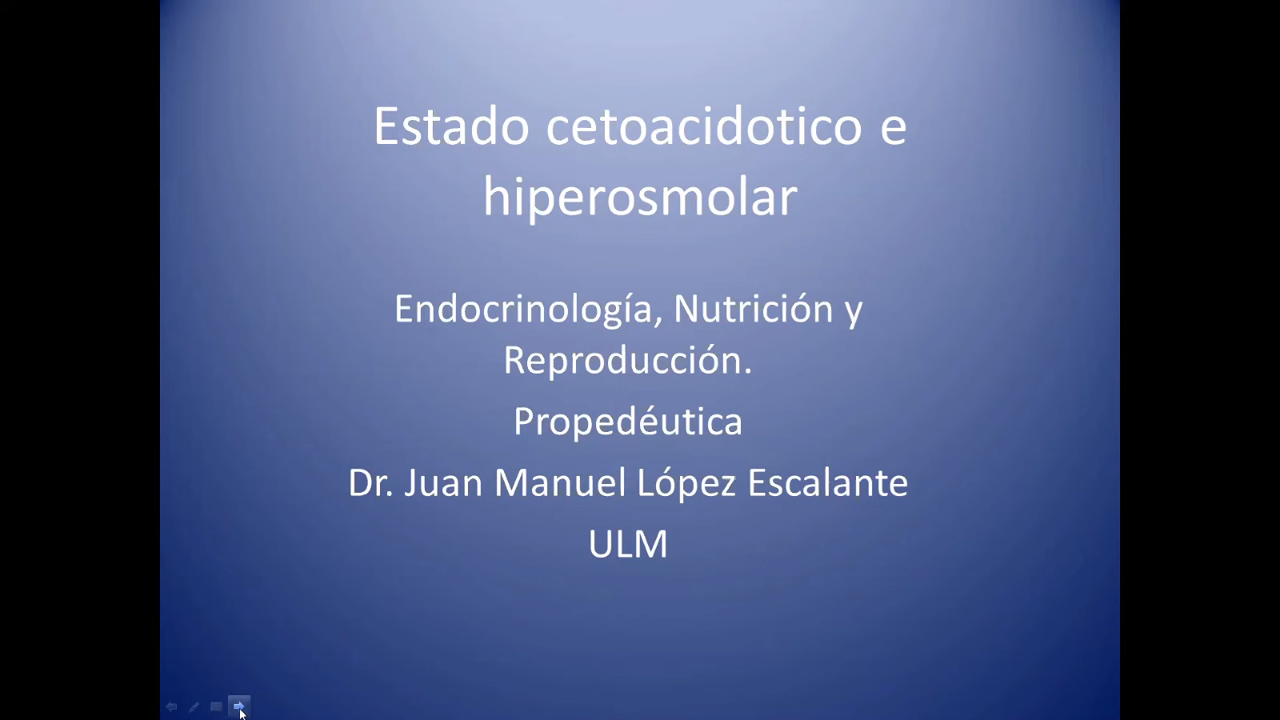 Estado cetoacidotico e
hiperosmolar
Endocrinología, Nutrición y
Reproducción.
Propedéutica
Dr. Juan Manuel López Escalante
ULM